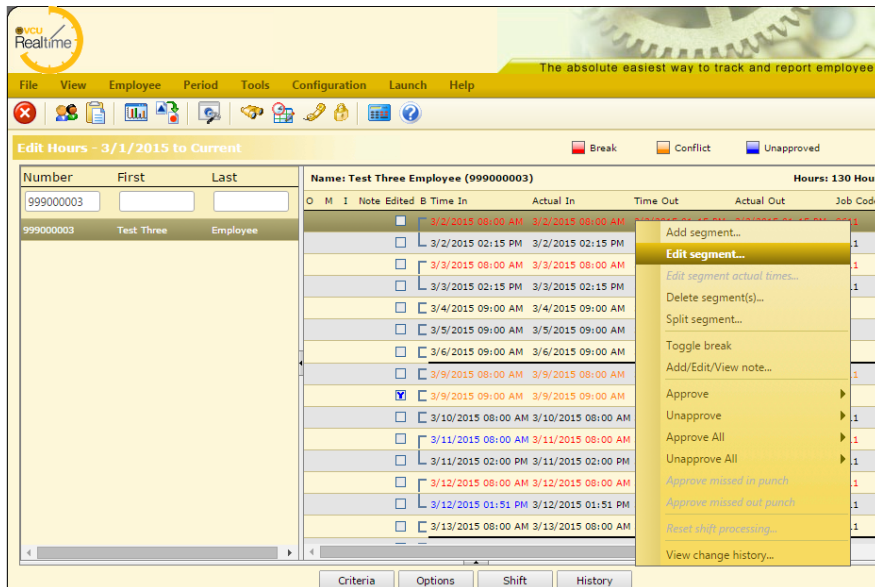 VCU
Realtime
The absolute easiest way to track and report employee
File View Employee Period Tools Configuration Launch Help
Edit Hours - 3/1/2015 to Current
Break Conflict Unapproved
Number First Last
999000003
999000003 Test Three Employee
Name: Test Three Employee (999000003) Hours: 130 Hou
O M I Note Edited B Time In Actual In Time Out Actual Out Job Code
3/2/2015 08:00 AM 3/2/2015 08:00 AM
3/2/2015 02:15 PM 3/2/2015 02:15 PM
3/3/2015 08:00 AM 3/3/2015 08:00 AM
3/3/2015 02:15 PM 3/3/2015 02:15 PM
3/4/2015 09:00 AM 3/4/2015 09:00 AM
3/5/2015 09:00 AM 3/5/2015 09:00 AM
3/6/2015 09:00 AM 3/6/2015 09:00 AM
3/9/2015 08:00 AM 3/9/2015 08:00 AM
3/9/2015 09:00 AM 3/9/2015 09:00 AM
3/10/2015 08:00 AM 3/10/2015 08:00 AM
3/11/2015 08:00 AM 3/11/2015 08:00 AM
3/11/2015 02:00 PM 3/11/2015 02:00 PM
3/12/2015 08:00 AM 3/12/2015 08:00 AM
3/12/2015 01:51 PM 3/12/2015 01:51 PM
3/13/2015 08:00 AM 3/13/2015 08:00 AM
Add segment...
Edit segment...
Edit segment actual times...
Delete segment(s)...
Split segment...
Toggle break
Add/Edit/View note...
Approve
Unapprove
Approve All
Unapprove All
Approve missed in punch
Approve missed out punch
Reset shift processing...
View change history...
Criteria Options Shift History